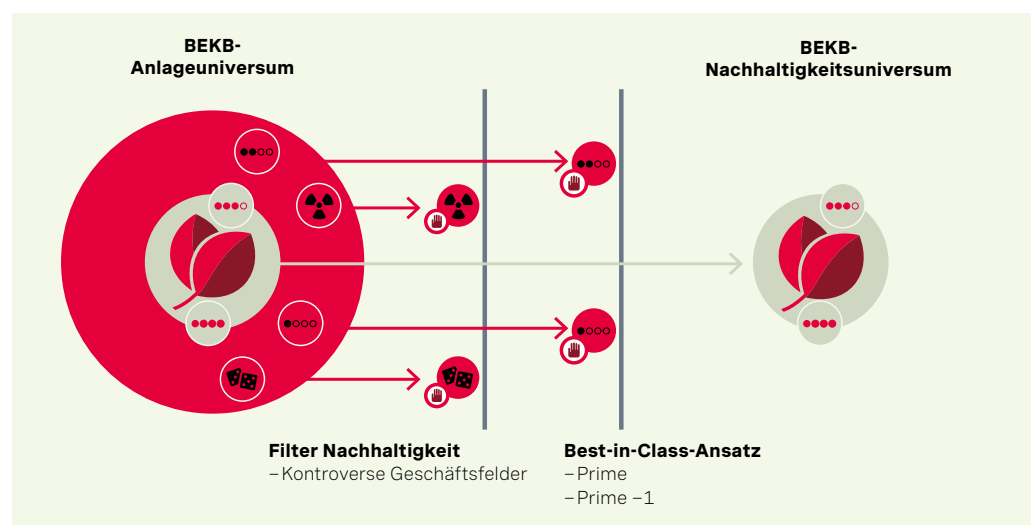 BEKB-
Anlageuniversum
BEKB-
Nachhaltigkeitsuniversum
Filter Nachhaltigkeit
–Kontroverse Geschäftsfelder
Best-in-Class-Ansatz
–Prime
–Prime –1